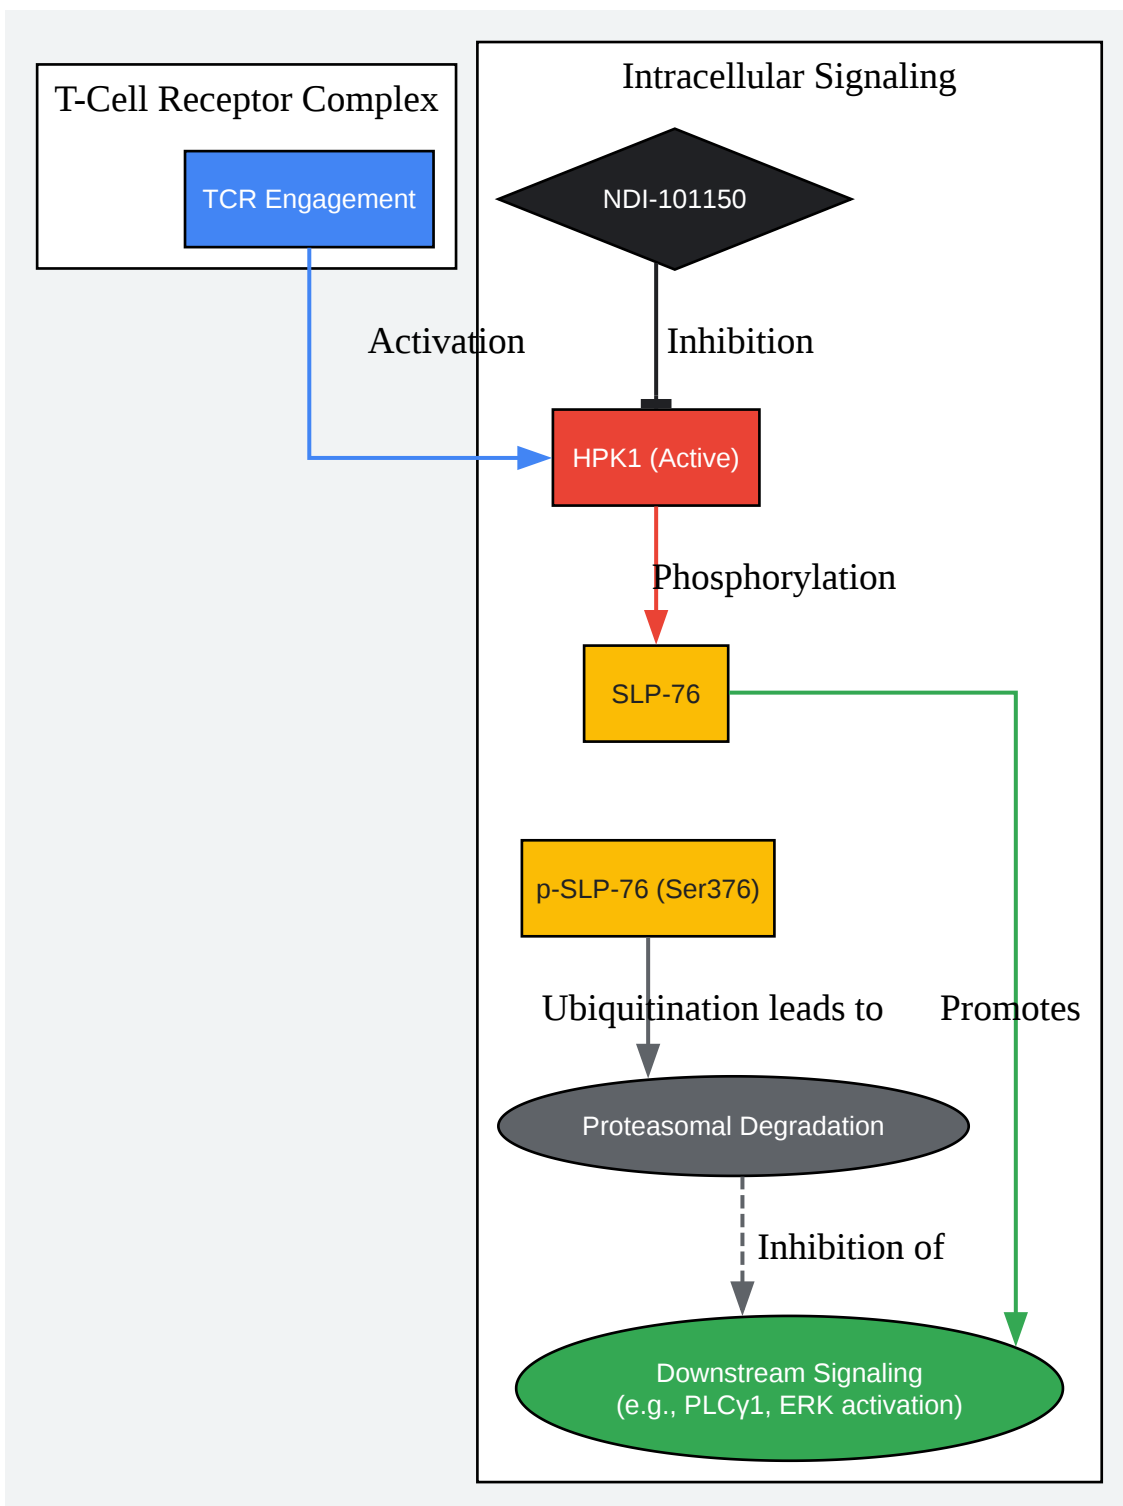 T-Cell Receptor Complex
TCR Engagement
Intracellular Signaling
NDI-101150
Activation
Inhibition
HPK1 (Active)
Phosphorylation
SLP-76
p-SLP-76 (Ser376)
Ubiquitination leads to
Promotes
Proteasomal Degradation
Inhibition of
Downstream Signaling
(e.g., PLCγ1, ERK activation)